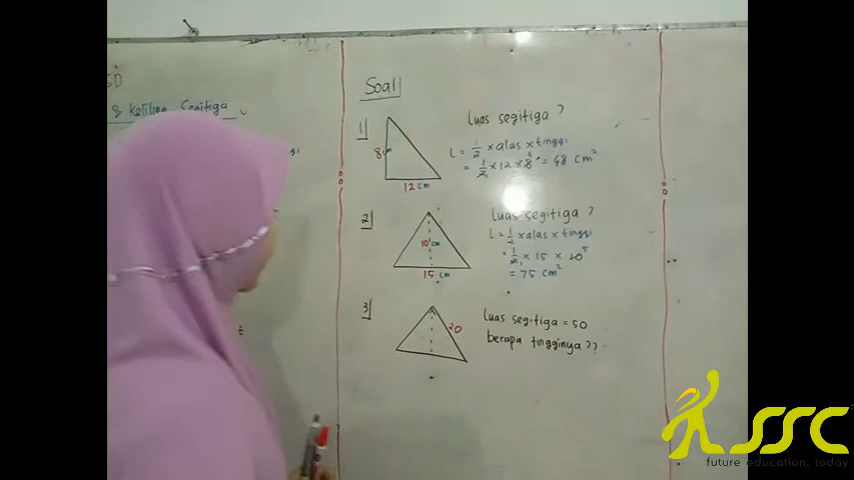 SD
& Keliling Segitiga
Soal
1)
8
12 cm
Luas segitiga ?
L = 1/2 x alas x tinggi
= 1/2 x 12 x 8 = 48 cm²
2)
10 cm
15 cm
Luas segitiga ?
L = 1/2 x alas x tinggi
= 1/2 x 15 x 10
= 75 cm²
3)
20
Luas segitiga = 50
berapa tingginya ??
SSC
future education, today